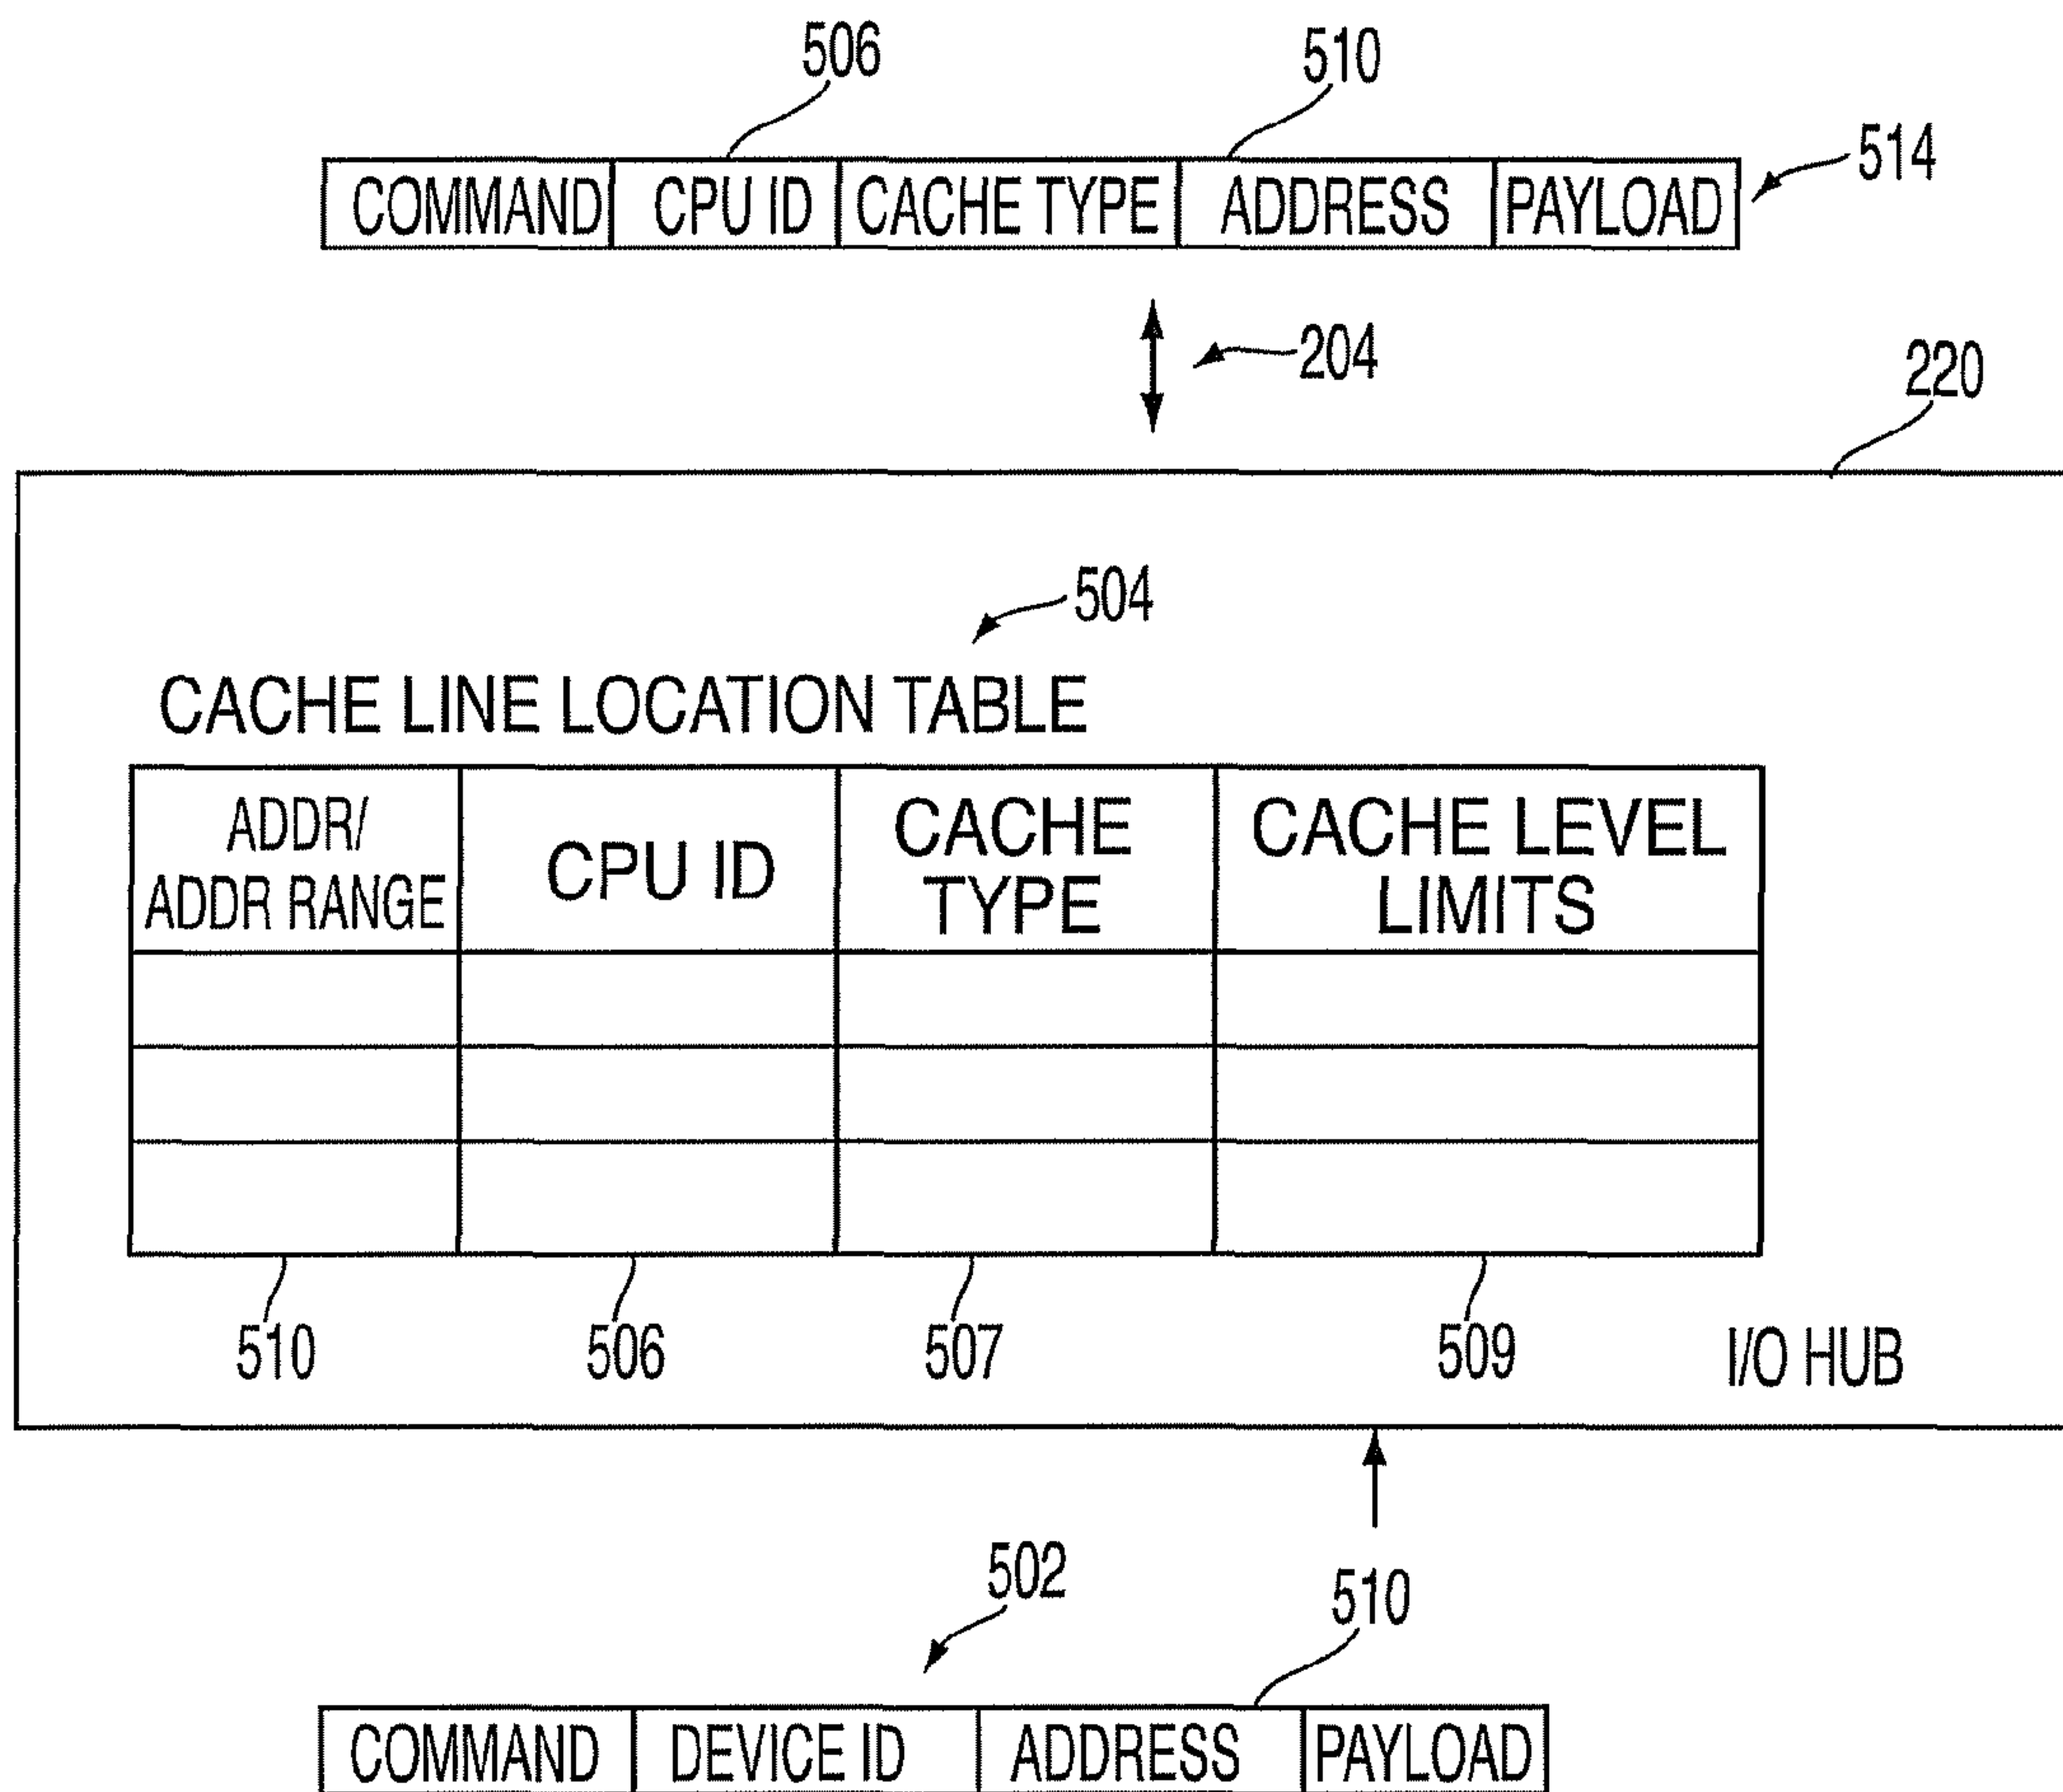 506
510
514
COMMAND CPU ID CACHE TYPE ADDRESS PAYLOAD
204
220
504
CACHE LINE LOCATION TABLE
ADDR/
ADDR RANGE
CPU ID
CACHE
TYPE
CACHE LEVEL
LIMITS
510
506
507
509
I/O HUB
502
510
COMMAND DEVICE ID ADDRESS PAYLOAD